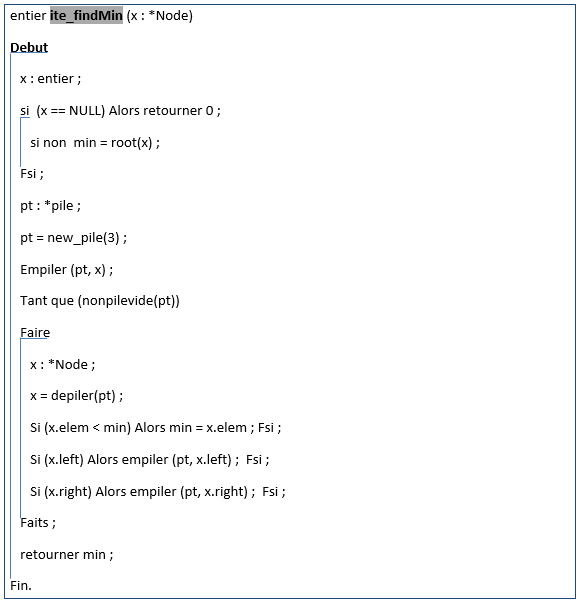 entier ite_findMin (x : *Node)
Debut
x : entier ;
si (x == NULL) Alors retourner 0 ;
si non min = root(x) ;
Fsi ;
pt : *pile ;
pt = new_pile(3) ;
Empiler (pt, x) ;
Tant que (nonpilevide(pt))
Faire
x : *Node ;
x = depiler(pt) ;
Si (x.elem < min) Alors min = x.elem ; Fsi ;
Si (x.left) Alors empiler (pt, x.left) ; Fsi ;
Si (x.right) Alors empiler (pt, x.right) ; Fsi ;
Faits ;
retourner min ;
Fin.